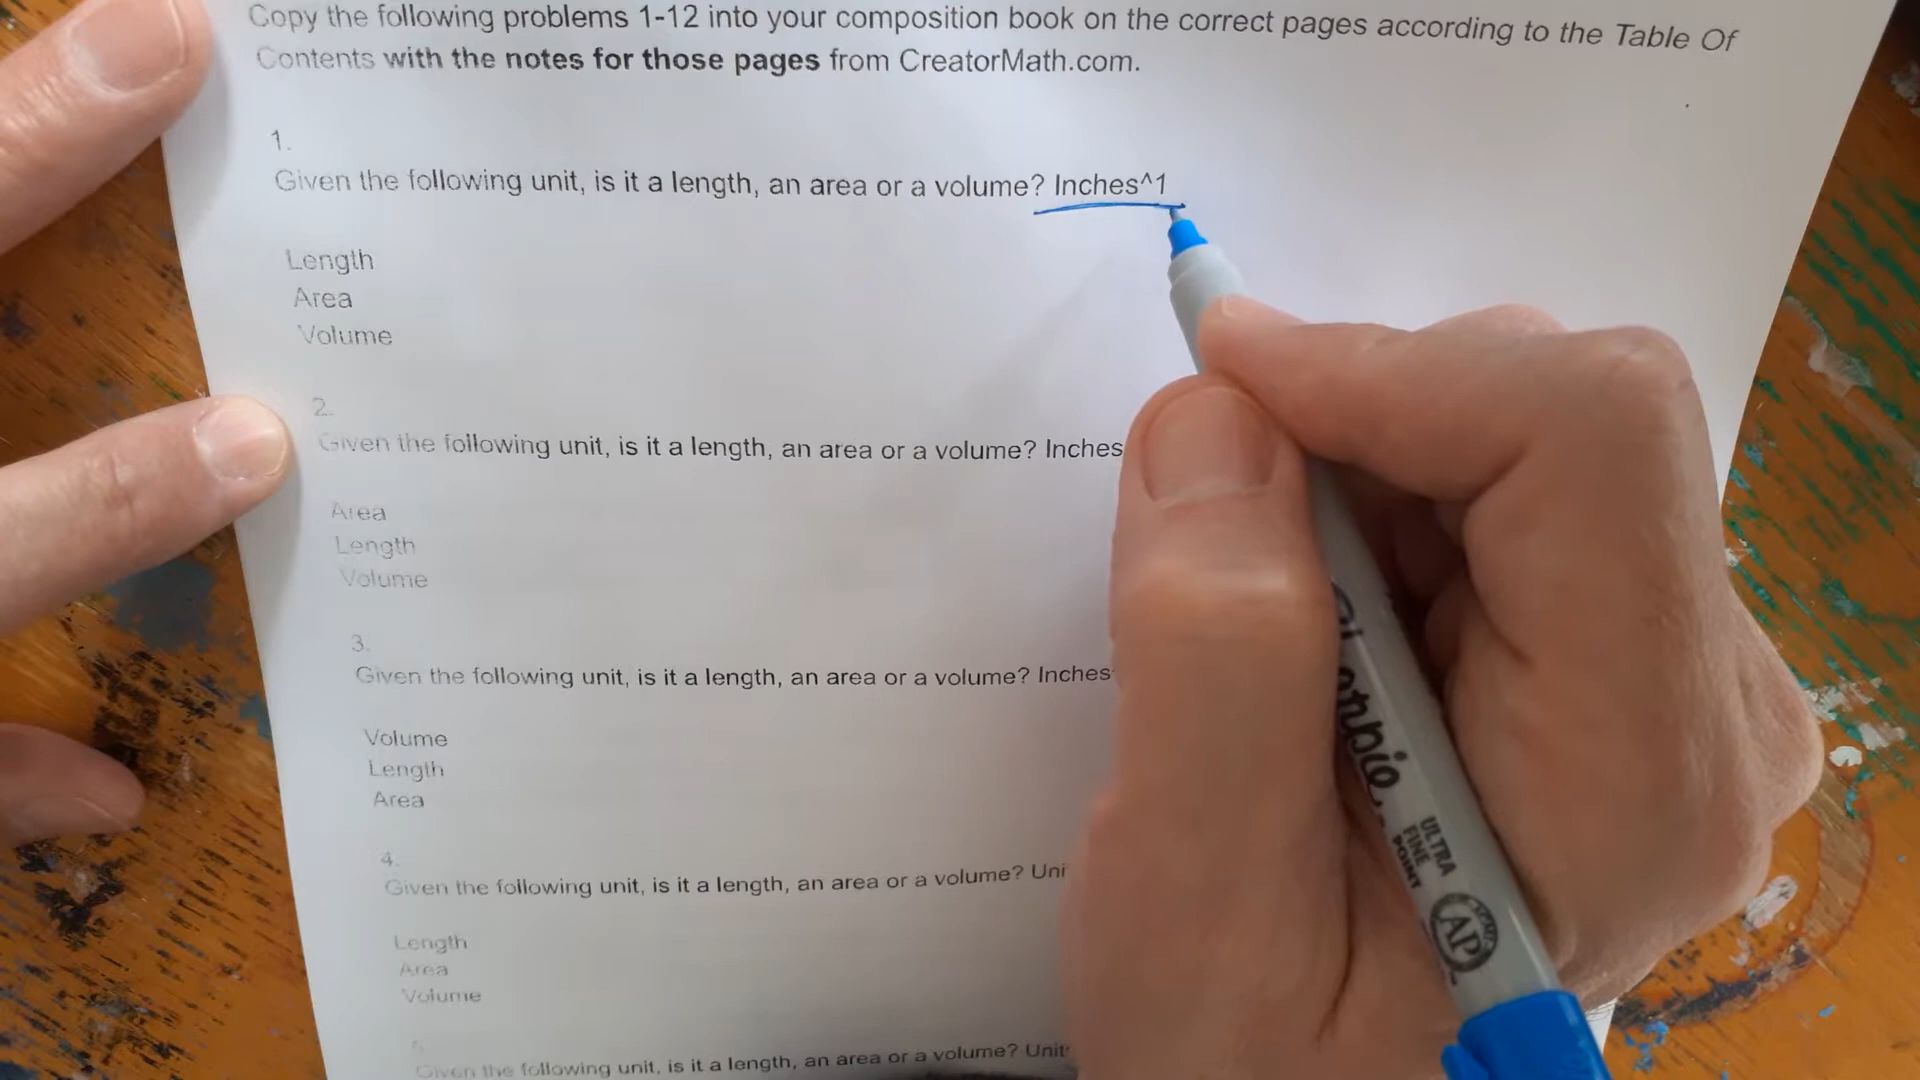 Copy the following problems 1-12 into your composition book on the correct pages according to the Table Of
Contents with the notes for those pages from CreatorMath.com.
1.
Given the following unit, is it a length, an area or a volume? Inches^1
Length
Area
Volume
2.
Given the following unit, is it a length, an area or a volume? Inches
Area
Length
Volume
3.
Given the following unit, is it a length, an area or a volume? Inches
Volume
Length
Area
4.
Given the following unit, is it a length, an area or a volume? Uni
Length
Area
Volume
Given the following unit, is it a length, an area or a volume? Unit
Sharpie
ULTRA
FINE
POINT
AP